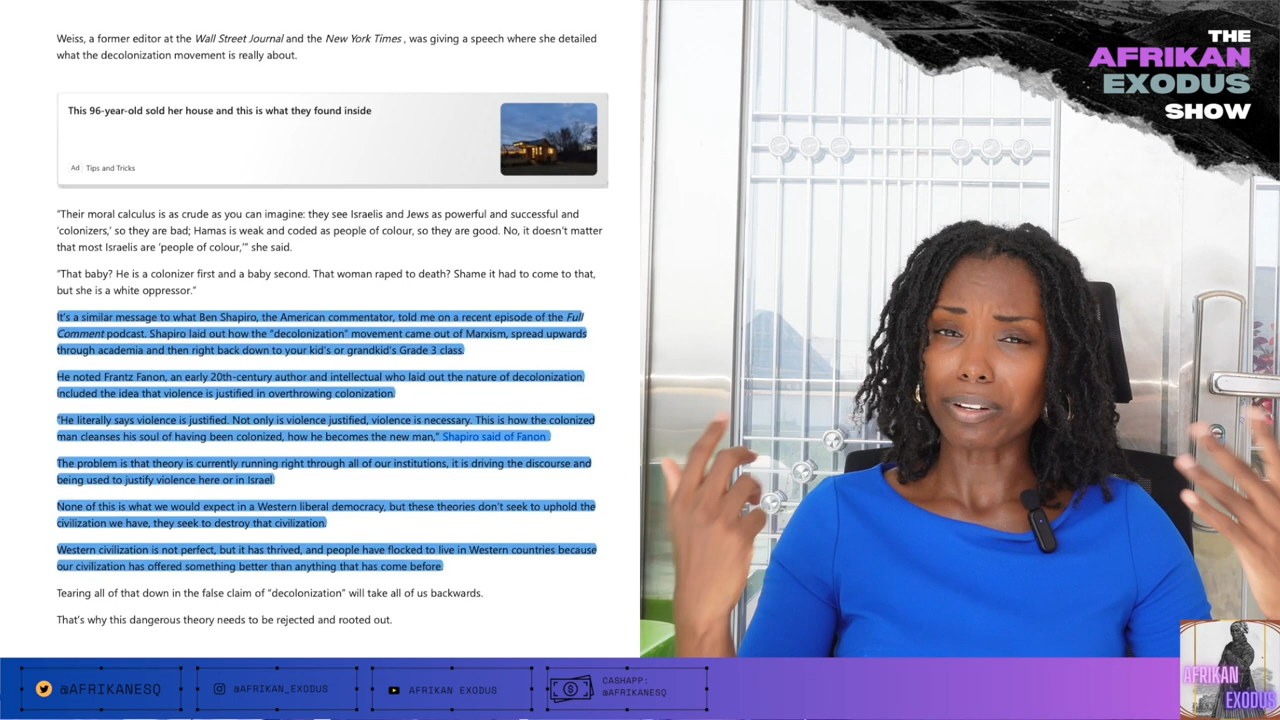 Weiss, a former editor at the Wall Street Journal and the New York Times , was giving a speech where she detailed
what the decolonization movement is really about.
This 96-year-old sold her house and this is what they found inside
Ad Tips and Tricks
"Their moral calculus is as crude as you can imagine: they see Israelis and Jews as powerful and successful and
'colonizers,' so they are bad; Hamas is weak and coded as people of colour, so they are good. No, it doesn't matter
that most Israelis are 'people of colour,'" she said.
"That baby? He is a colonizer first and a baby second. That woman raped to death? Shame it had to come to that,
but she is a white oppressor."
It's a similar message to what Ben Shapiro, the American commentator, told me on a recent episode of the Full
Comment podcast. Shapiro laid out how the "decolonization" movement came out of Marxism, spread upwards
through academia and then right back down to your kid's or grandkid's Grade 3 class.
He noted Frantz Fanon, an early 20th-century author and intellectual who laid out the nature of decolonization,
included the idea that violence is justified in overthrowing colonization.
"He literally says violence is justified. Not only is violence justified, violence is necessary. This is how the colonized
man cleanses his soul of having been colonized, how he becomes the new man," Shapiro said of Fanon .
The problem is that theory is currently running right through all of our institutions, it is driving the discourse and
being used to justify violence here or in Israel.
None of this is what we would expect in a Western liberal democracy, but these theories don't seek to uphold the
civilization we have, they seek to destroy that civilization.
Western civilization is not perfect, but it has thrived, and people have flocked to live in Western countries because
our civilization has offered something better than anything that has come before.
Tearing all of that down in the false claim of "decolonization" will take all of us backwards.
That's why this dangerous theory needs to be rejected and rooted out.
THE
AFRIKAN
EXODUS
SHOW
@AFRIKANESQ
@AFRIKAN_EXODUS
AFRIKAN EXODUS
CASHAPP:
@AFRIKANESQ
AFRIKAN
EXODUS